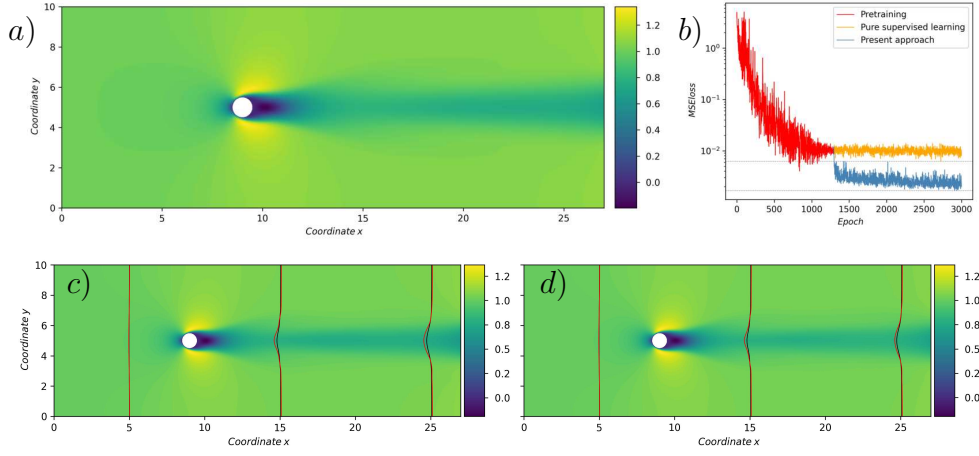 a)
10
8
6
4
2
0
Coordinate y
0 5 10 15 20 25
Coordinate x
1.2
1.0
0.8
0.6
0.4
0.2
0.0
b)
Pretraining
Pure supervised learning
Present approach
10⁰
10⁻¹
10⁻²
MSEloss
0 500 1000 1500 2000 2500 3000
Epoch
c)
10
8
6
4
2
0
Coordinate y
0 5 10 15 20 25
Coordinate x
1.2
1.0
0.8
0.5
0.2
0.0
d)
0 5 10 15 20 25
Coordinate x
1.2
1.0
0.8
0.5
0.2
0.0